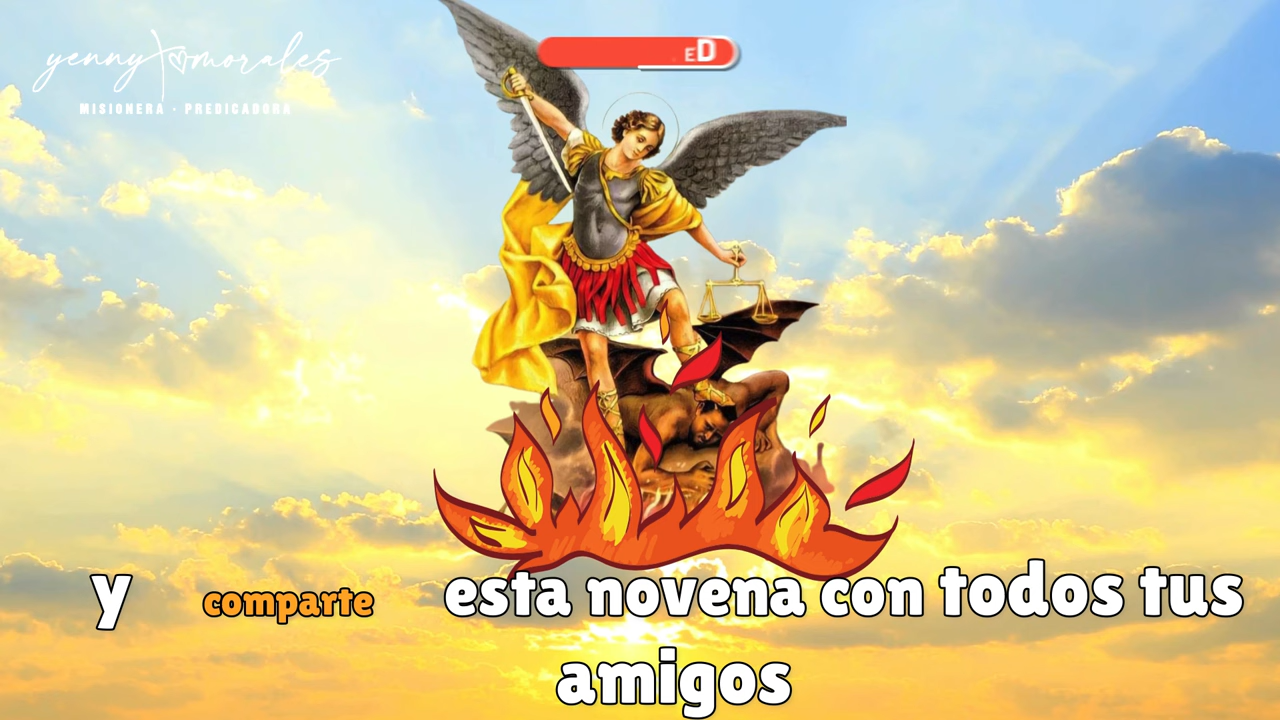 yenny morales
MISIONERA · PREDICADORA
ED
y comparte esta novena con todos tus
amigos